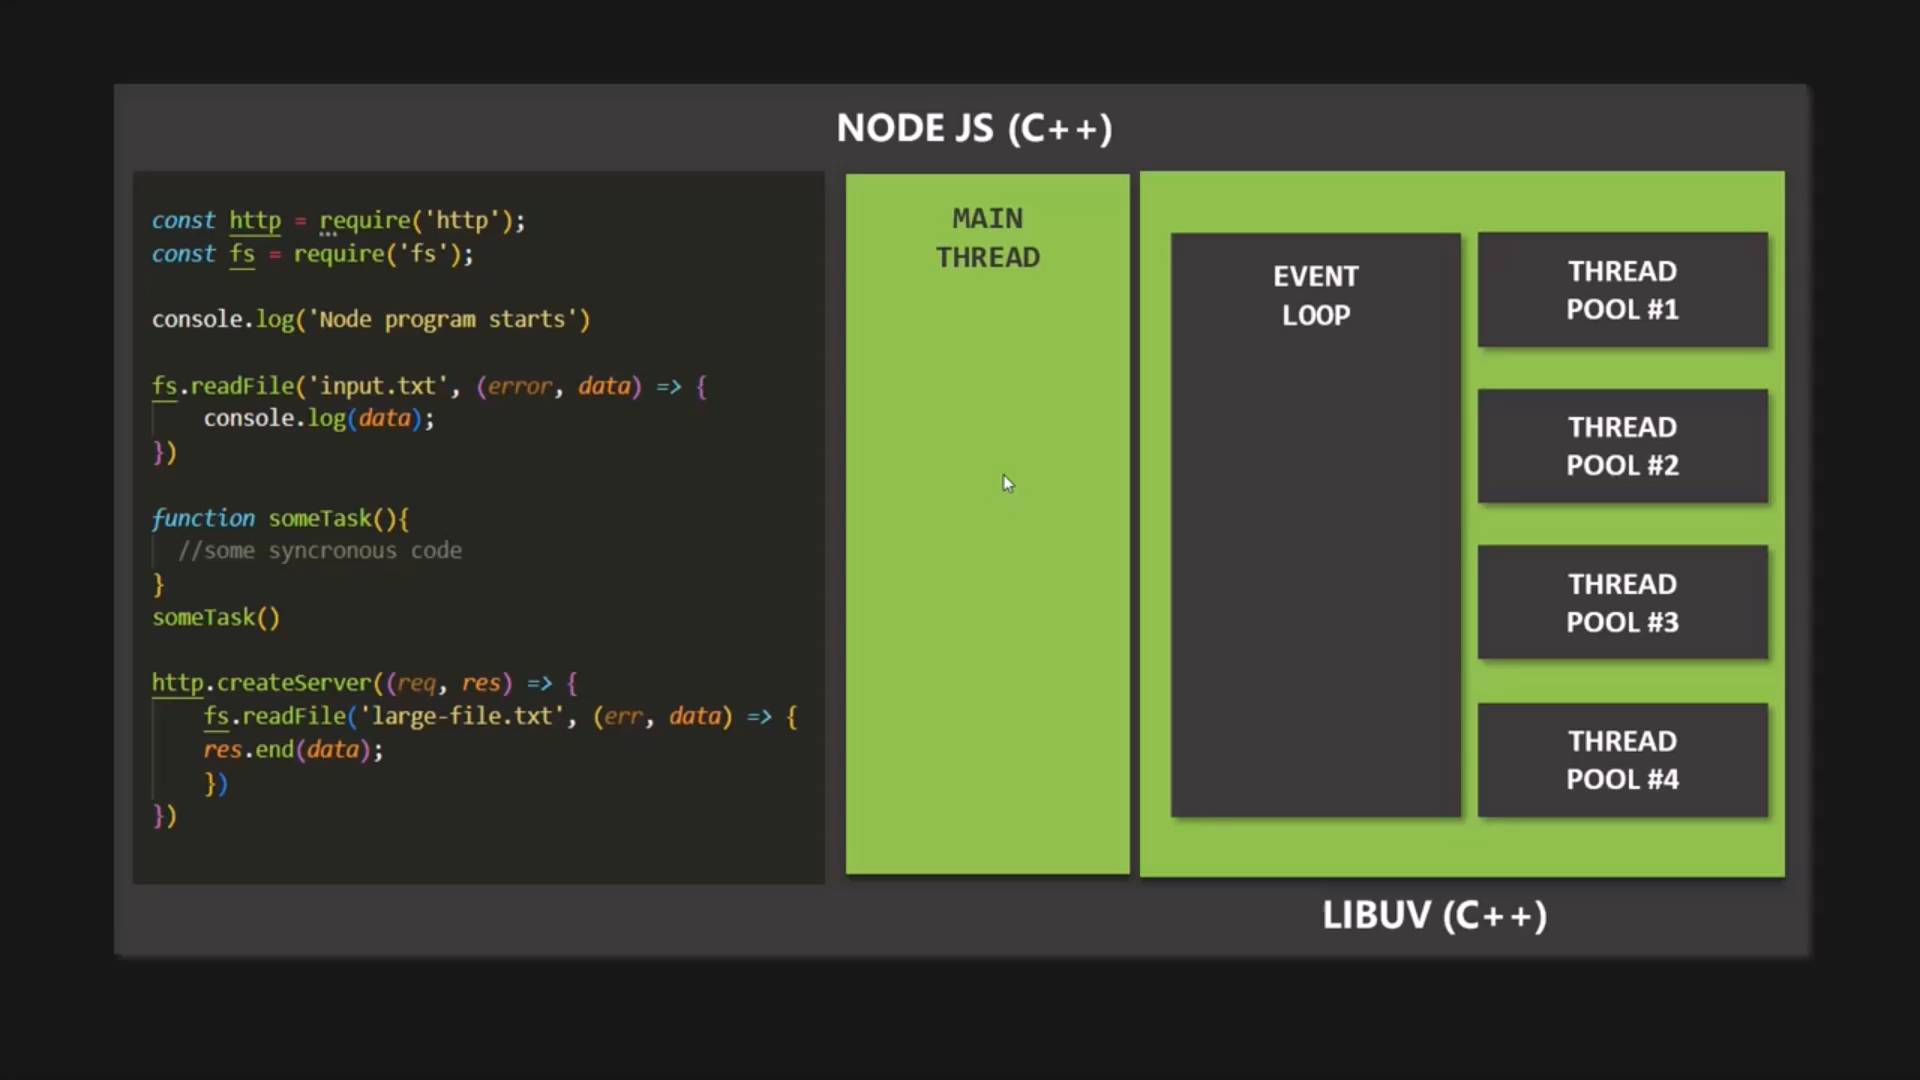 NODE JS (C++)
const http = require('http');
const fs = require('fs');
console.log('Node program starts')
fs.readFile('input.txt', (error, data) => {
console.log(data);
})
function someTask(){
//some syncronous code
}
someTask()
http.createServer((req, res) => {
fs.readFile('large-file.txt', (err, data) => {
res.end(data);
})
})
MAIN
THREAD
EVENT
LOOP
THREAD
POOL #1
THREAD
POOL #2
THREAD
POOL #3
THREAD
POOL #4
LIBUV (C++)